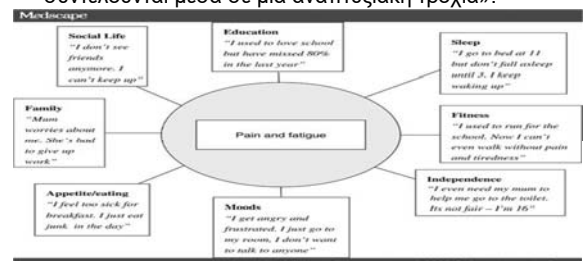 συντελούνται μέσα σε μια αναπτυξιακή τροχιά».
Medscape
Social Life
"I don't see
friends
anymore. I
can't keep up"
Education
"I used to love school
but have missed 80%
in the last year"
Sleep
"I go to bed at 11
but don't fall asleep
until 3. I keep
waking up"
Family
"Mum
worries about
me. She's had
to give up
work"
Pain and fatigue
Fitness
"I used to run for the
school. Now I can't
even walk without pain
and tiredness"
Appetite/eating
"I feel too sick for
breakfast. I just eat
junk in the day"
Moods
"I get angry and
frustrated. I just go to
my room, I don't want
to talk to anyone"
Independence
"I even need my mum to
help me go to the toilet.
Its not fair – I'm 16"